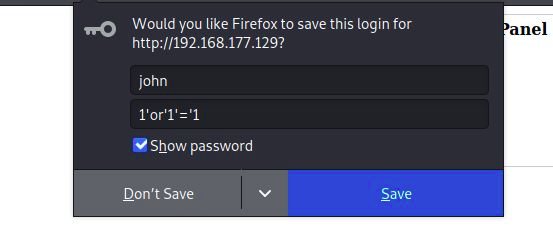 Would you like Firefox to save this login for
http://192.168.177.129?
Panel
john
1'or'1'='1
Show password
Don't Save
Save